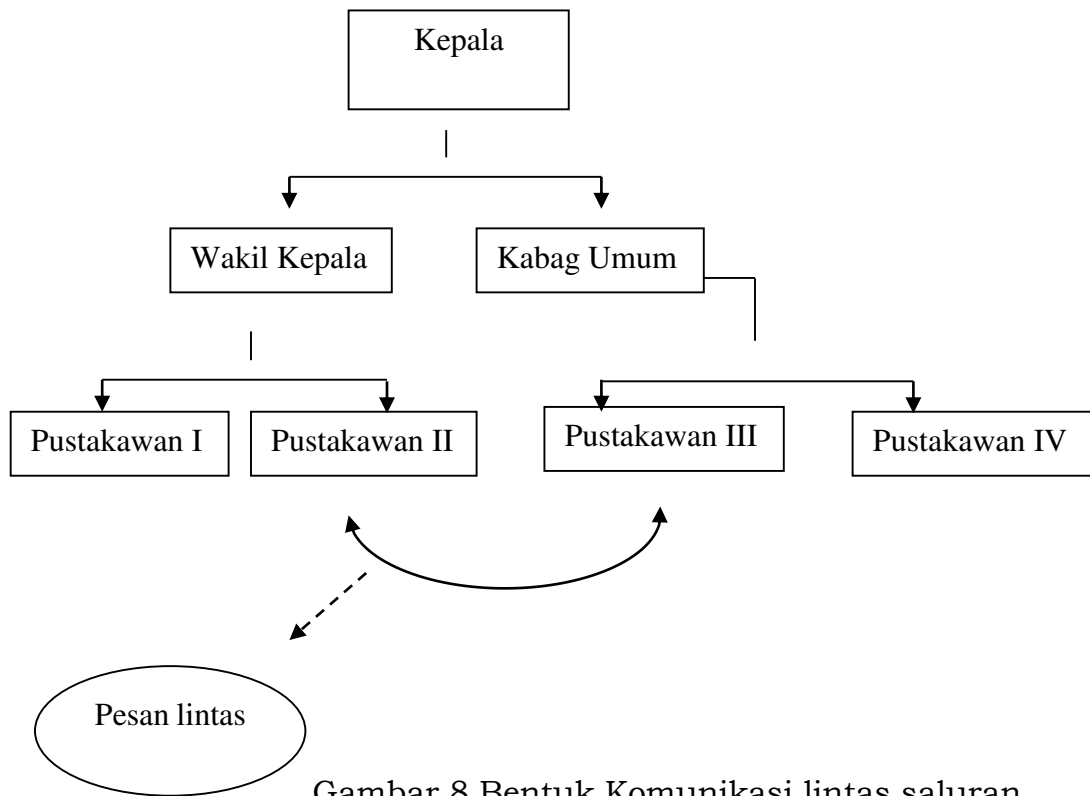 Kepala
Wakil Kepala
Kabag Umum
Pustakawan I
Pustakawan II
Pustakawan III
Pustakawan IV
Pesan lintas
Gambar 8 Bentuk Komunikasi lintas saluran